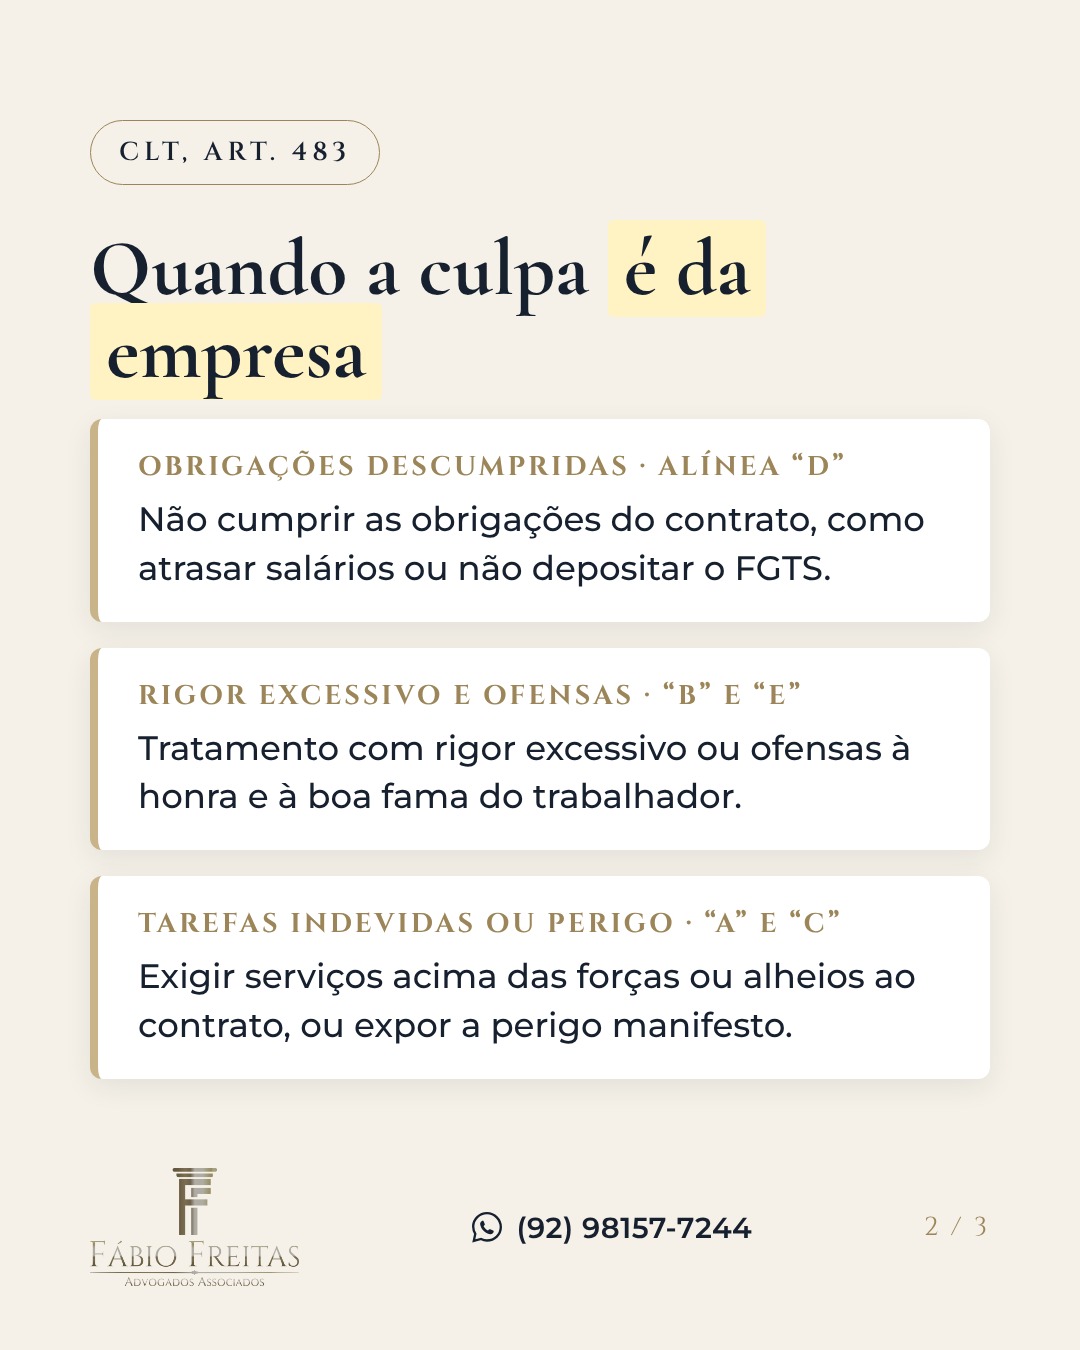 CLT, ART. 483
Quando a culpa é da
empresa
OBRIGAÇÕES DESCUMPRIDAS · ALÍNEA “D”
Não cumprir as obrigações do contrato, como
atrasar salários ou não depositar o FGTS.
RIGOR EXCESSIVO E OFENSAS · “B” E “E”
Tratamento com rigor excessivo ou ofensas à
honra e à boa fama do trabalhador.
TAREFAS INDEVIDAS OU PERIGO · “A” E “C”
Exigir serviços acima das forças ou alheios ao
contrato, ou expor a perigo manifesto.
FÁBIO FREITAS
ADVOGADOS ASSOCIADOS
(92) 98157-7244
2 / 3